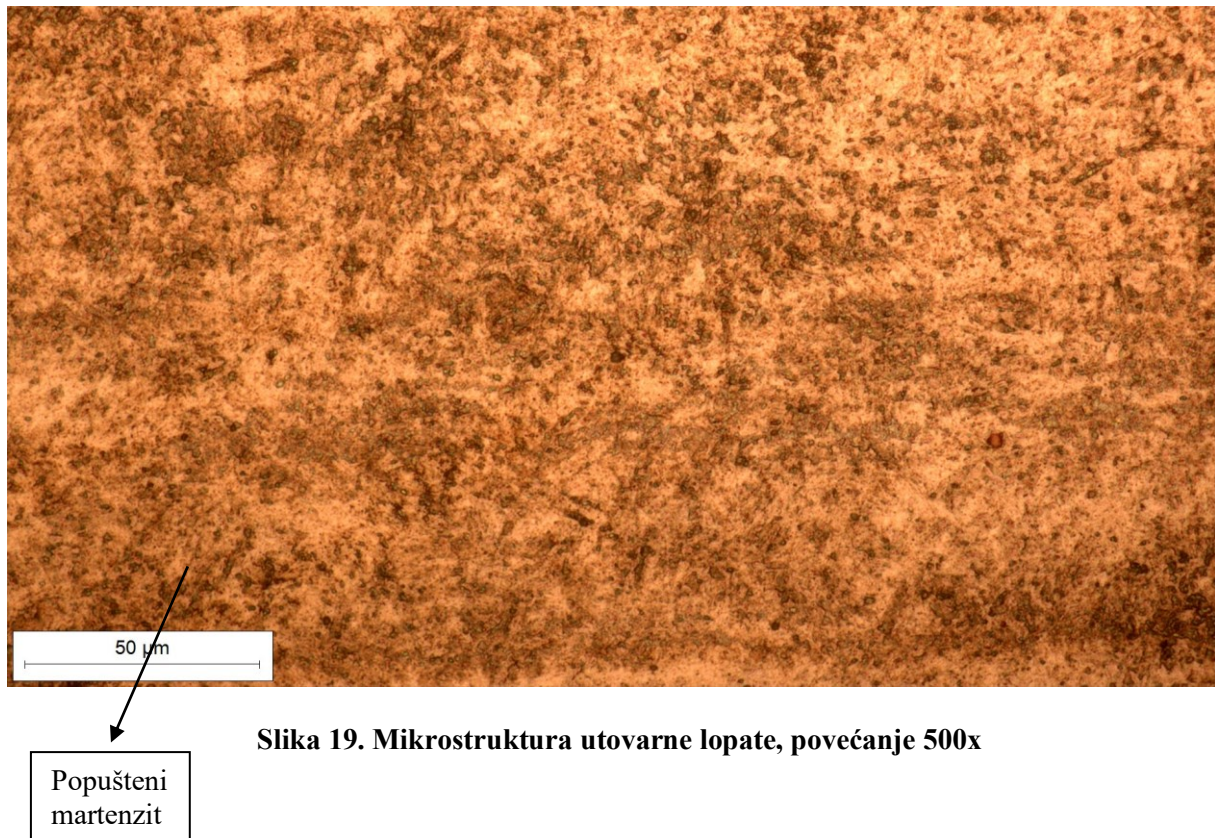 50 µm
Slika 19. Mikrostruktura utovarne lopate, povećanje 500x
Popušteni
martenzit